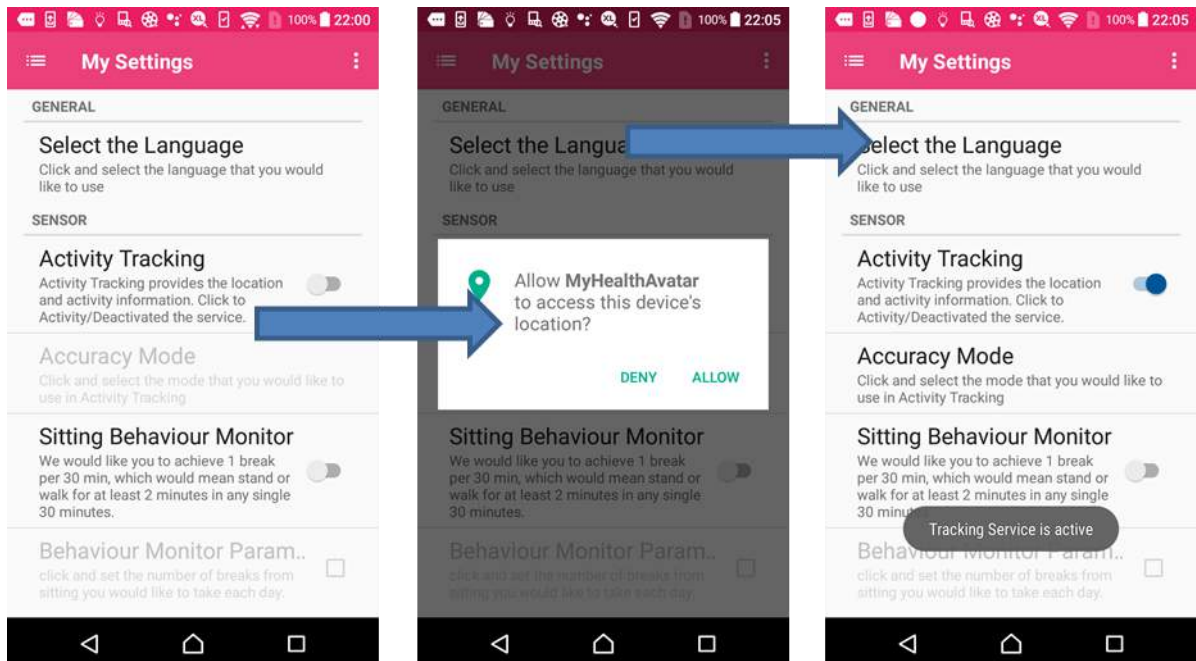 100% 22:00
My Settings
GENERAL
Select the Language
Click and select the language that you would
like to use
SENSOR
Activity Tracking
Activity Tracking provides the location
and activity information. Click to
Activity/Deactivated the service.
Accuracy Mode
Click and select the mode that you would like to
use in Activity Tracking
Sitting Behaviour Monitor
We would like you to achieve 1 break
per 30 min, which would mean stand or
walk for at least 2 minutes in any single
30 minutes.
Behaviour Monitor Param..
click and set the number of breaks from
sitting you would like to take each day.
100% 22:05
My Settings
GENERAL
Select the Langua
Click and select the language that you would
like to use
SENSOR
Allow MyHealthAvatar
to access this device's
location?
DENY ALLOW
Sitting Behaviour Monitor
We would like you to achieve 1 break
per 30 min, which would mean stand or
walk for at least 2 minutes in any single
30 minutes.
Behaviour Monitor Param..
click and set the number of breaks from
sitting you would like to take each day.
100% 22:05
My Settings
GENERAL
Select the Language
Click and select the language that you would
like to use
SENSOR
Activity Tracking
Activity Tracking provides the location
and activity information. Click to
Activity/Deactivated the service.
Accuracy Mode
Click and select the mode that you would like to
use in Activity Tracking
Sitting Behaviour Monitor
We would like you to achieve 1 break
per 30 min, which would mean stand or
walk for at least 2 minutes in any single
30 minu
Tracking Service is active
Behaviour Monitor Param..
click and set the number of breaks from
sitting you would like to take each day.